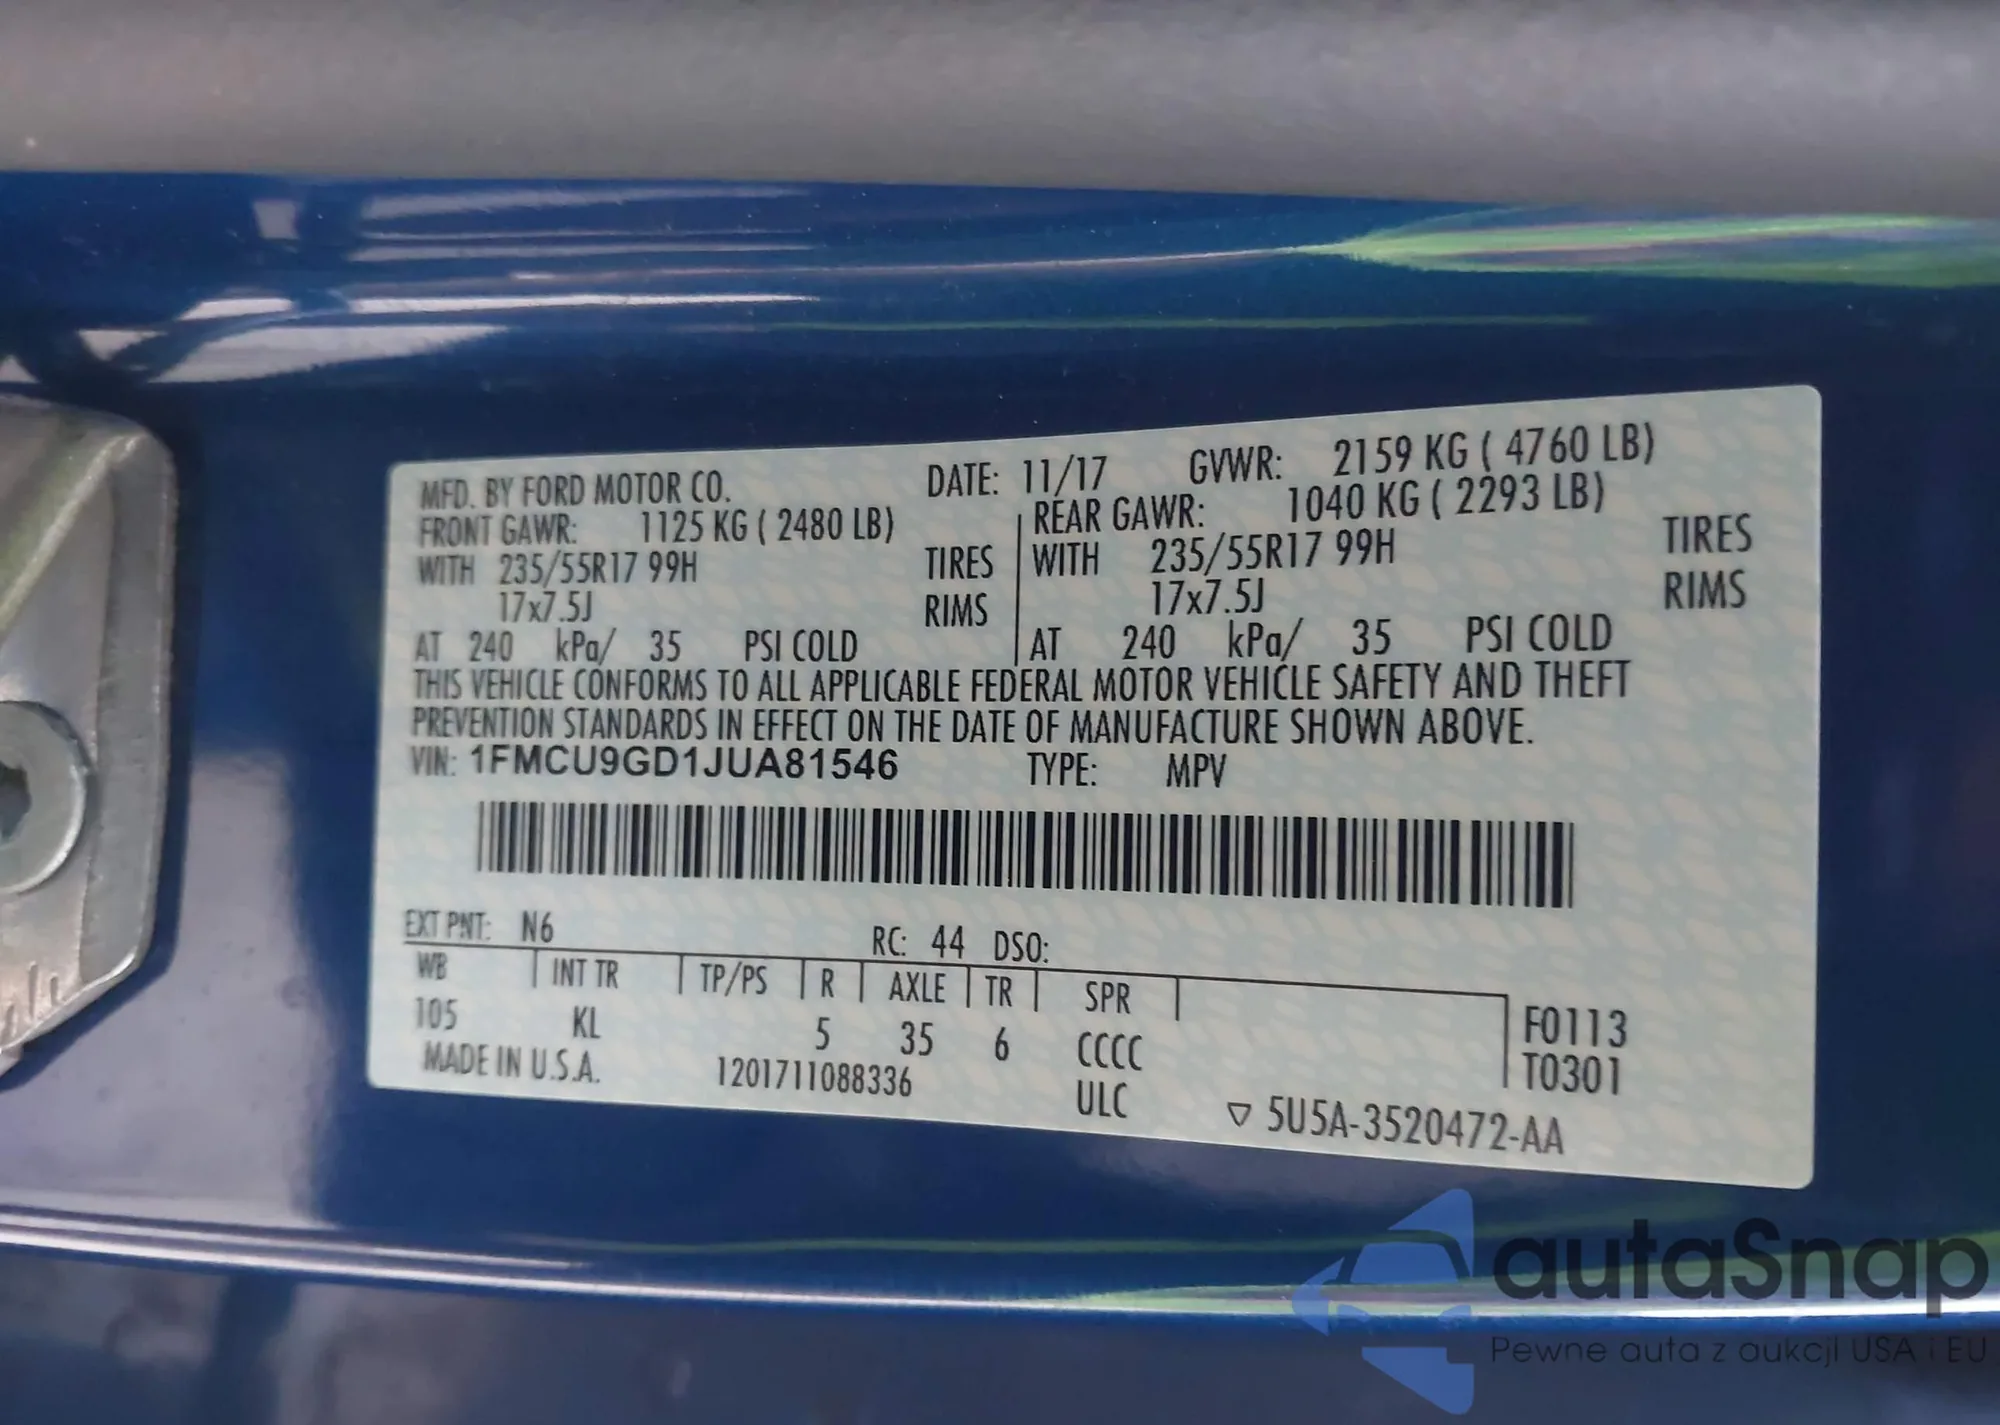 MFD. BY FORD MOTOR CO. DATE: 11/17 GVWR: 2159 KG ( 4760 LB)
FRONT GAWR: 1125 KG ( 2480 LB) REAR GAWR: 1040 KG ( 2293 LB)
WITH 235/55R17 99H TIRES WITH 235/55R17 99H TIRES
17x7.5J RIMS 17x7.5J RIMS
AT 240 kPa/ 35 PSI COLD AT 240 kPa/ 35 PSI COLD
THIS VEHICLE CONFORMS TO ALL APPLICABLE FEDERAL MOTOR VEHICLE SAFETY AND THEFT
PREVENTION STANDARDS IN EFFECT ON THE DATE OF MANUFACTURE SHOWN ABOVE.
VIN: 1FMCU9GD1JUA81546 TYPE: MPV
EXT PNT: N6 RC: 44 DSO:
WB INT TR TP/PS R AXLE TR SPR
105 KL 5 35 6 CCCC F0113
MADE IN U.S.A. 1201711088336 ULC T0301
▽ 5U5A-3520472-AA
autaSnap
Pewne auta z aukcji USA i EU